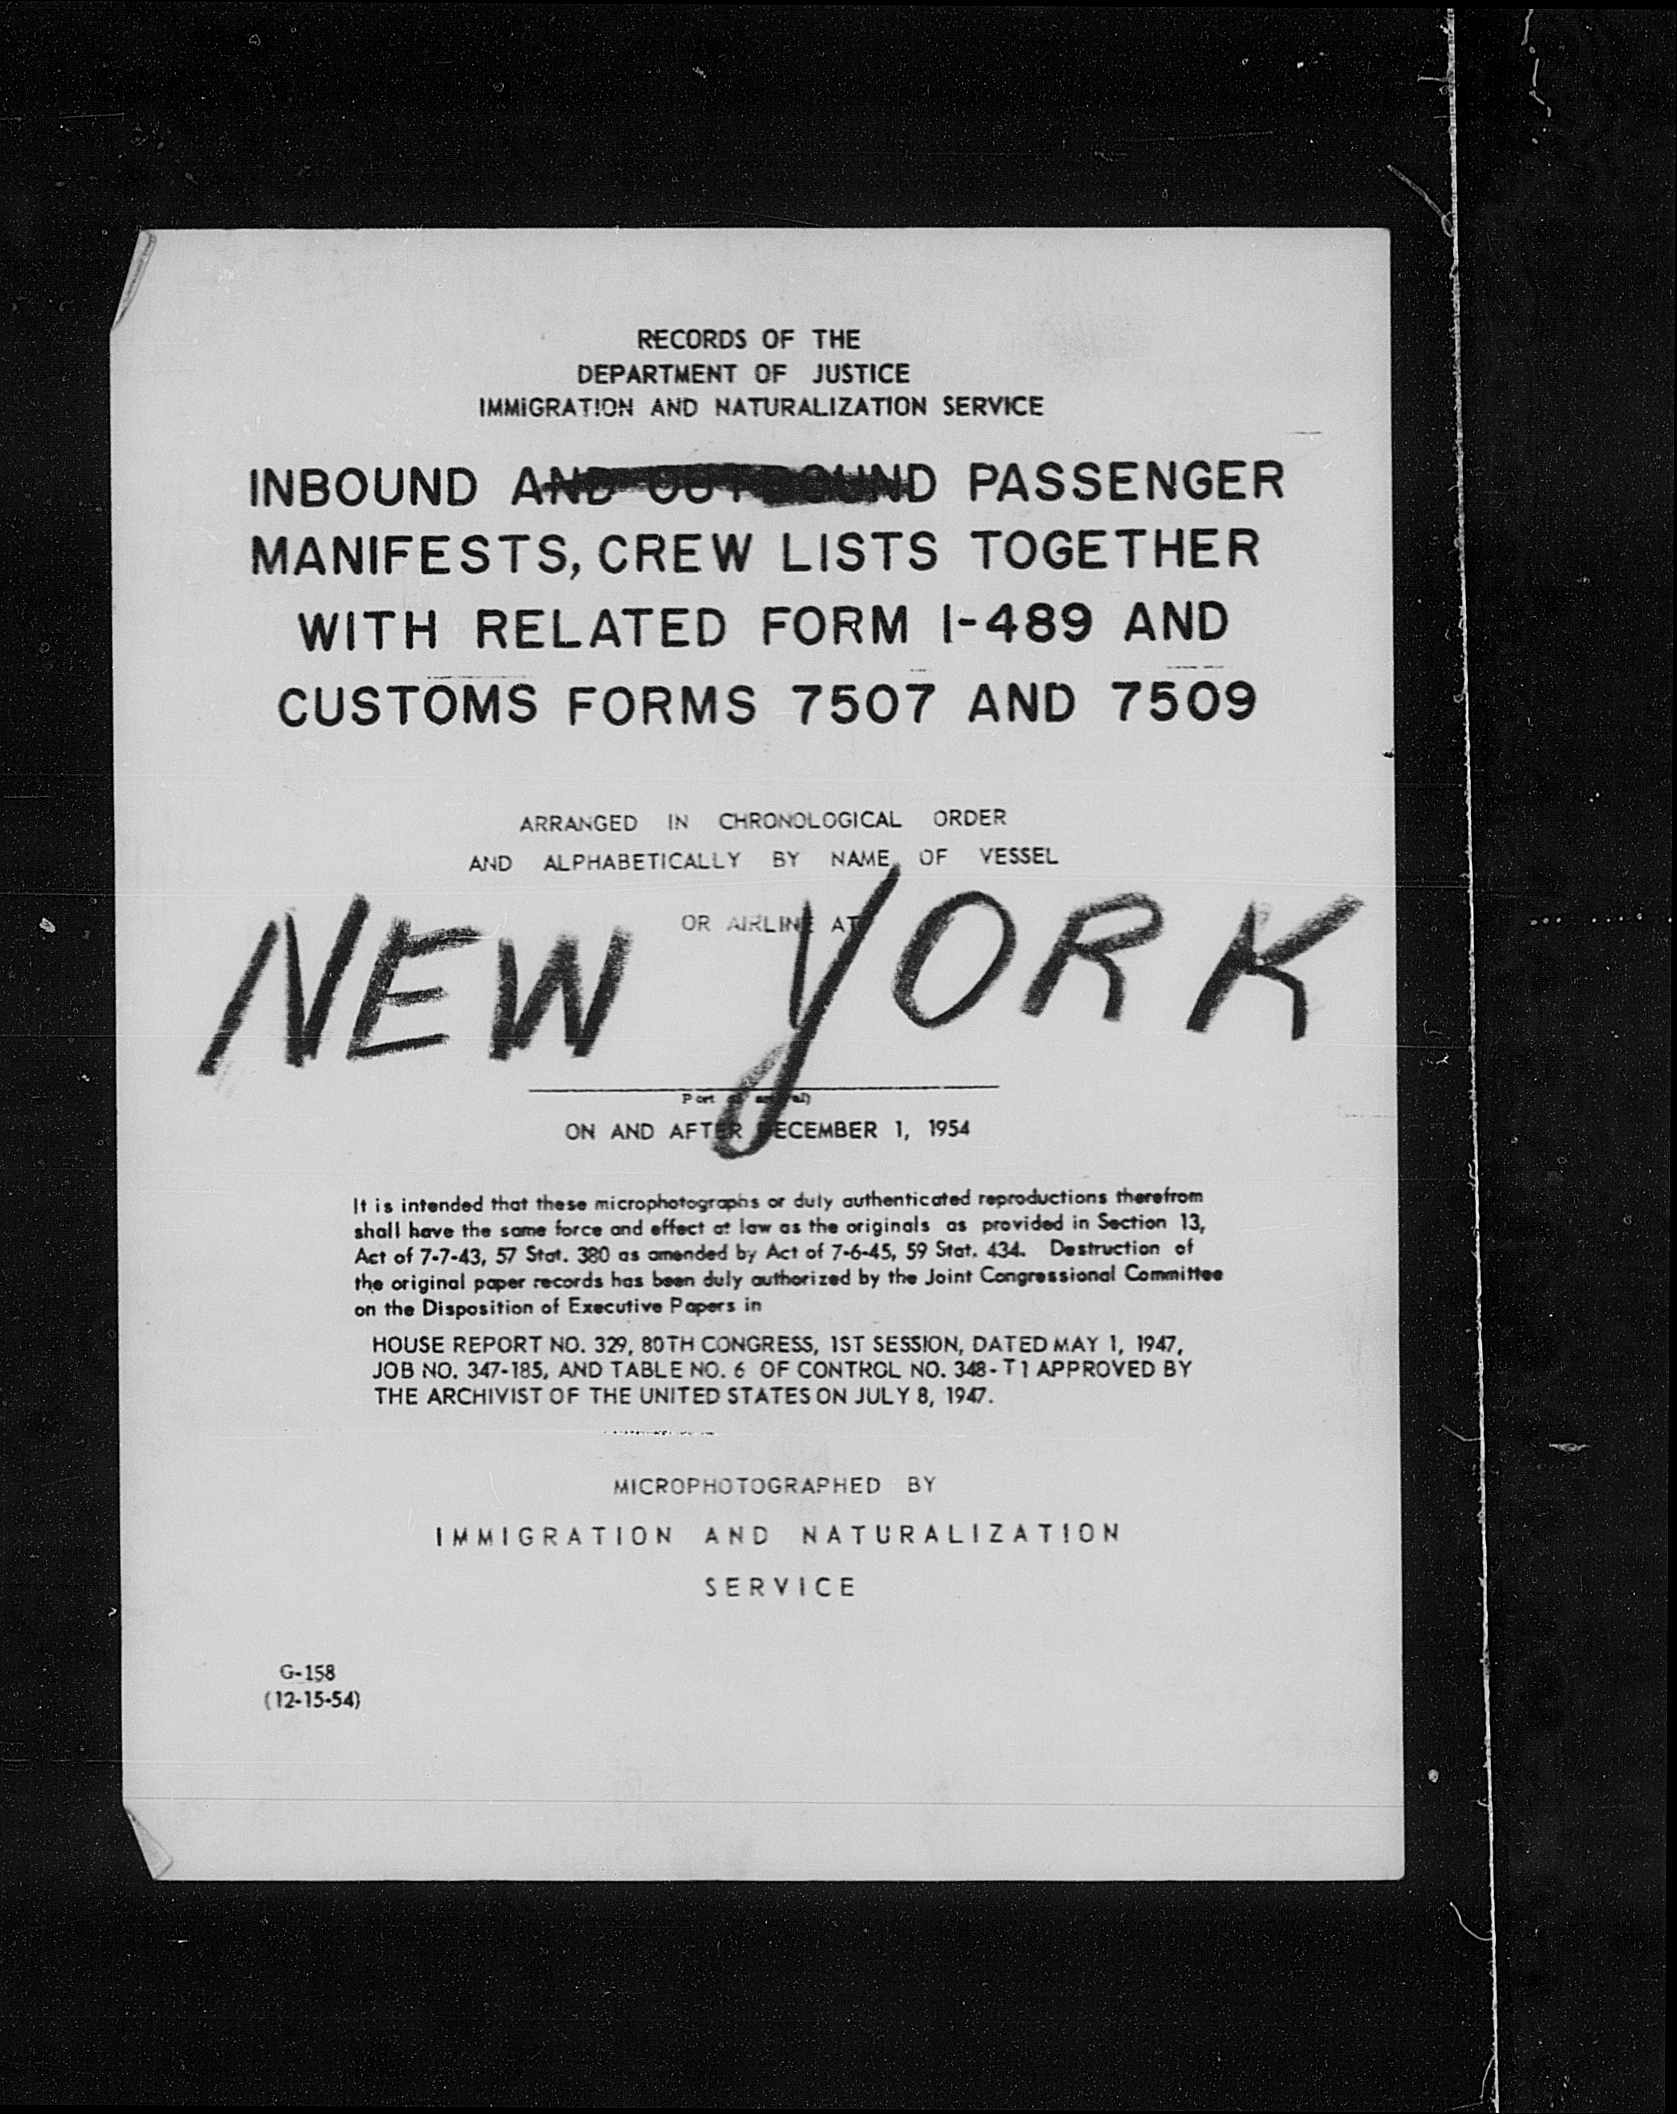 RECORDS OF THE
DEPARTMENT OF JUSTICE
IMMIGRATION AND NATURALIZATION SERVICE
INBOUND AND OUTBOUND PASSENGER
MANIFESTS, CREW LISTS TOGETHER
WITH RELATED FORM I-489 AND
CUSTOMS FORMS 7507 AND 7509
ARRANGED IN CHRONOLOGICAL ORDER
AND ALPHABETICALLY BY NAME OF VESSEL
OR AIRLINE AT
NEW YORK
Port of arrival)
ON AND AFTER DECEMBER 1, 1954
It is intended that these microphotographs or duly authenticated reproductions therefrom
shall have the same force and effect at law as the originals as provided in Section 13,
Act of 7-7-43, 57 Stat. 380 as amended by Act of 7-6-45, 59 Stat. 434. Destruction of
the original paper records has been duly authorized by the Joint Congressional Committee
on the Disposition of Executive Papers in
HOUSE REPORT NO. 329, 80TH CONGRESS, 1ST SESSION, DATED MAY 1, 1947,
JOB NO. 347-185, AND TABLE NO. 6 OF CONTROL NO. 348-T1 APPROVED BY
THE ARCHIVIST OF THE UNITED STATES ON JULY 8, 1947.
MICROPHOTOGRAPHED BY
IMMIGRATION AND NATURALIZATION
SERVICE
G-158
(12-15-54)